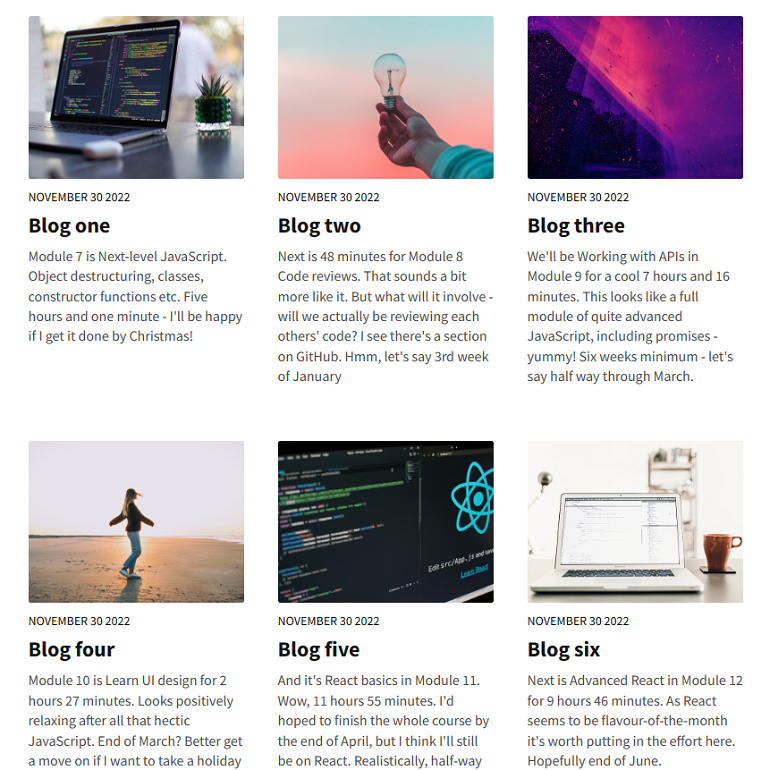 NOVEMBER 30 2022
Blog one
Module 7 is Next-level JavaScript.
Object destructuring, classes,
constructor functions etc. Five
hours and one minute - I'll be happy
if I get it done by Christmas!
NOVEMBER 30 2022
Blog two
Next is 48 minutes for Module 8
Code reviews. That sounds a bit
more like it. But what will it involve -
will we actually be reviewing each
others' code? I see there's a section
on GitHub. Hmm, let's say 3rd week
of January
NOVEMBER 30 2022
Blog three
We'll be Working with APIs in
Module 9 for a cool 7 hours and 16
minutes. This looks like a full
module of quite advanced
JavaScript, including promises -
yummy! Six weeks minimum - let's
say half way through March.
NOVEMBER 30 2022
Blog four
Module 10 is Learn UI design for 2
hours 27 minutes. Looks positively
relaxing after all that hectic
JavaScript. End of March? Better get
a move on if I want to take a holiday
Edit src/App.js and save
Learn React
NOVEMBER 30 2022
Blog five
And it's React basics in Module 11.
Wow, 11 hours 55 minutes. I'd
hoped to finish the whole course by
the end of April, but I think I'll still
be on React. Realistically, half-way
NOVEMBER 30 2022
Blog six
Next is Advanced React in Module 12
for 9 hours 46 minutes. As React
seems to be flavour-of-the-month
it's worth putting in the effort here.
Hopefully end of June.